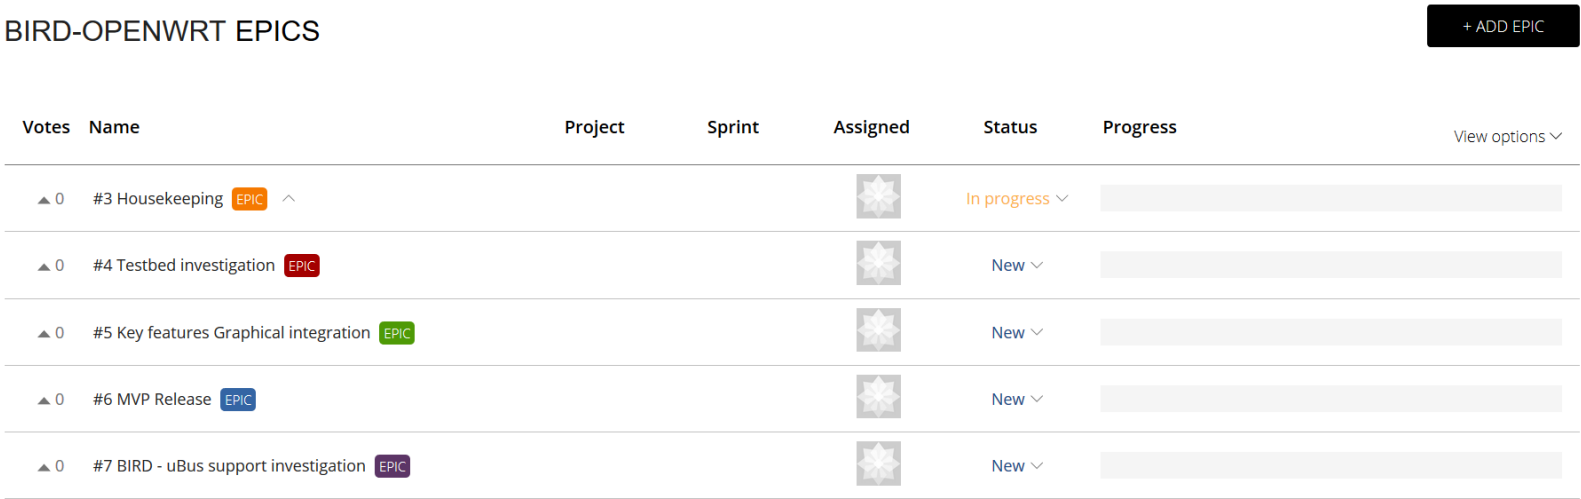 BIRD-OPENWRT EPICS
+ ADD EPIC
Votes Name Project Sprint Assigned Status Progress
View options
0 #3 Housekeeping EPIC In progress
0 #4 Testbed investigation EPIC New
0 #5 Key features Graphical integration EPIC New
0 #6 MVP Release EPIC New
0 #7 BIRD - uBus support investigation EPIC New